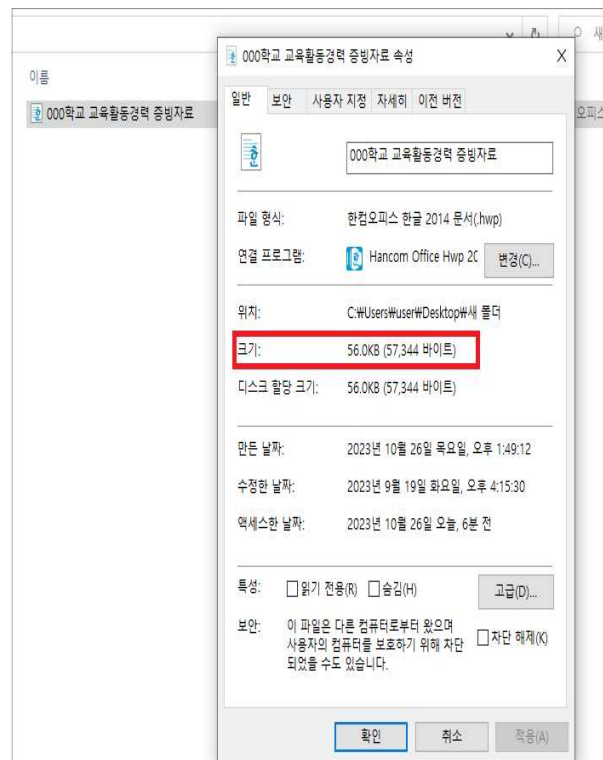 새
000학교 교육활동경력 증빙자료 속성 X
이름
000학교 교육활동경력 증빙자료
오피스
일반 보안 사용자 지정 자세히 이전 버전
000학교 교육활동경력 증빙자료
파일 형식: 한컴오피스 한글 2014 문서(.hwp)
연결 프로그램: Hancom Office Hwp 20 변경(C)...
위치: C:₩Users₩user₩Desktop₩새 폴더
크기: 56.0KB (57,344 바이트)
디스크 할당 크기: 56.0KB (57,344 바이트)
만든 날짜: 2023년 10월 26일 목요일, 오후 1:49:12
수정한 날짜: 2023년 9월 19일 화요일, 오후 4:15:30
액세스한 날짜: 2023년 10월 26일 오늘, 6분 전
특성: 읽기 전용(R) 숨김(H) 고급(D)...
보안: 이 파일은 다른 컴퓨터로부터 왔으며
사용자의 컴퓨터를 보호하기 위해 차단 차단 해제(K)
되었을 수도 있습니다.
확인 취소 적용(A)